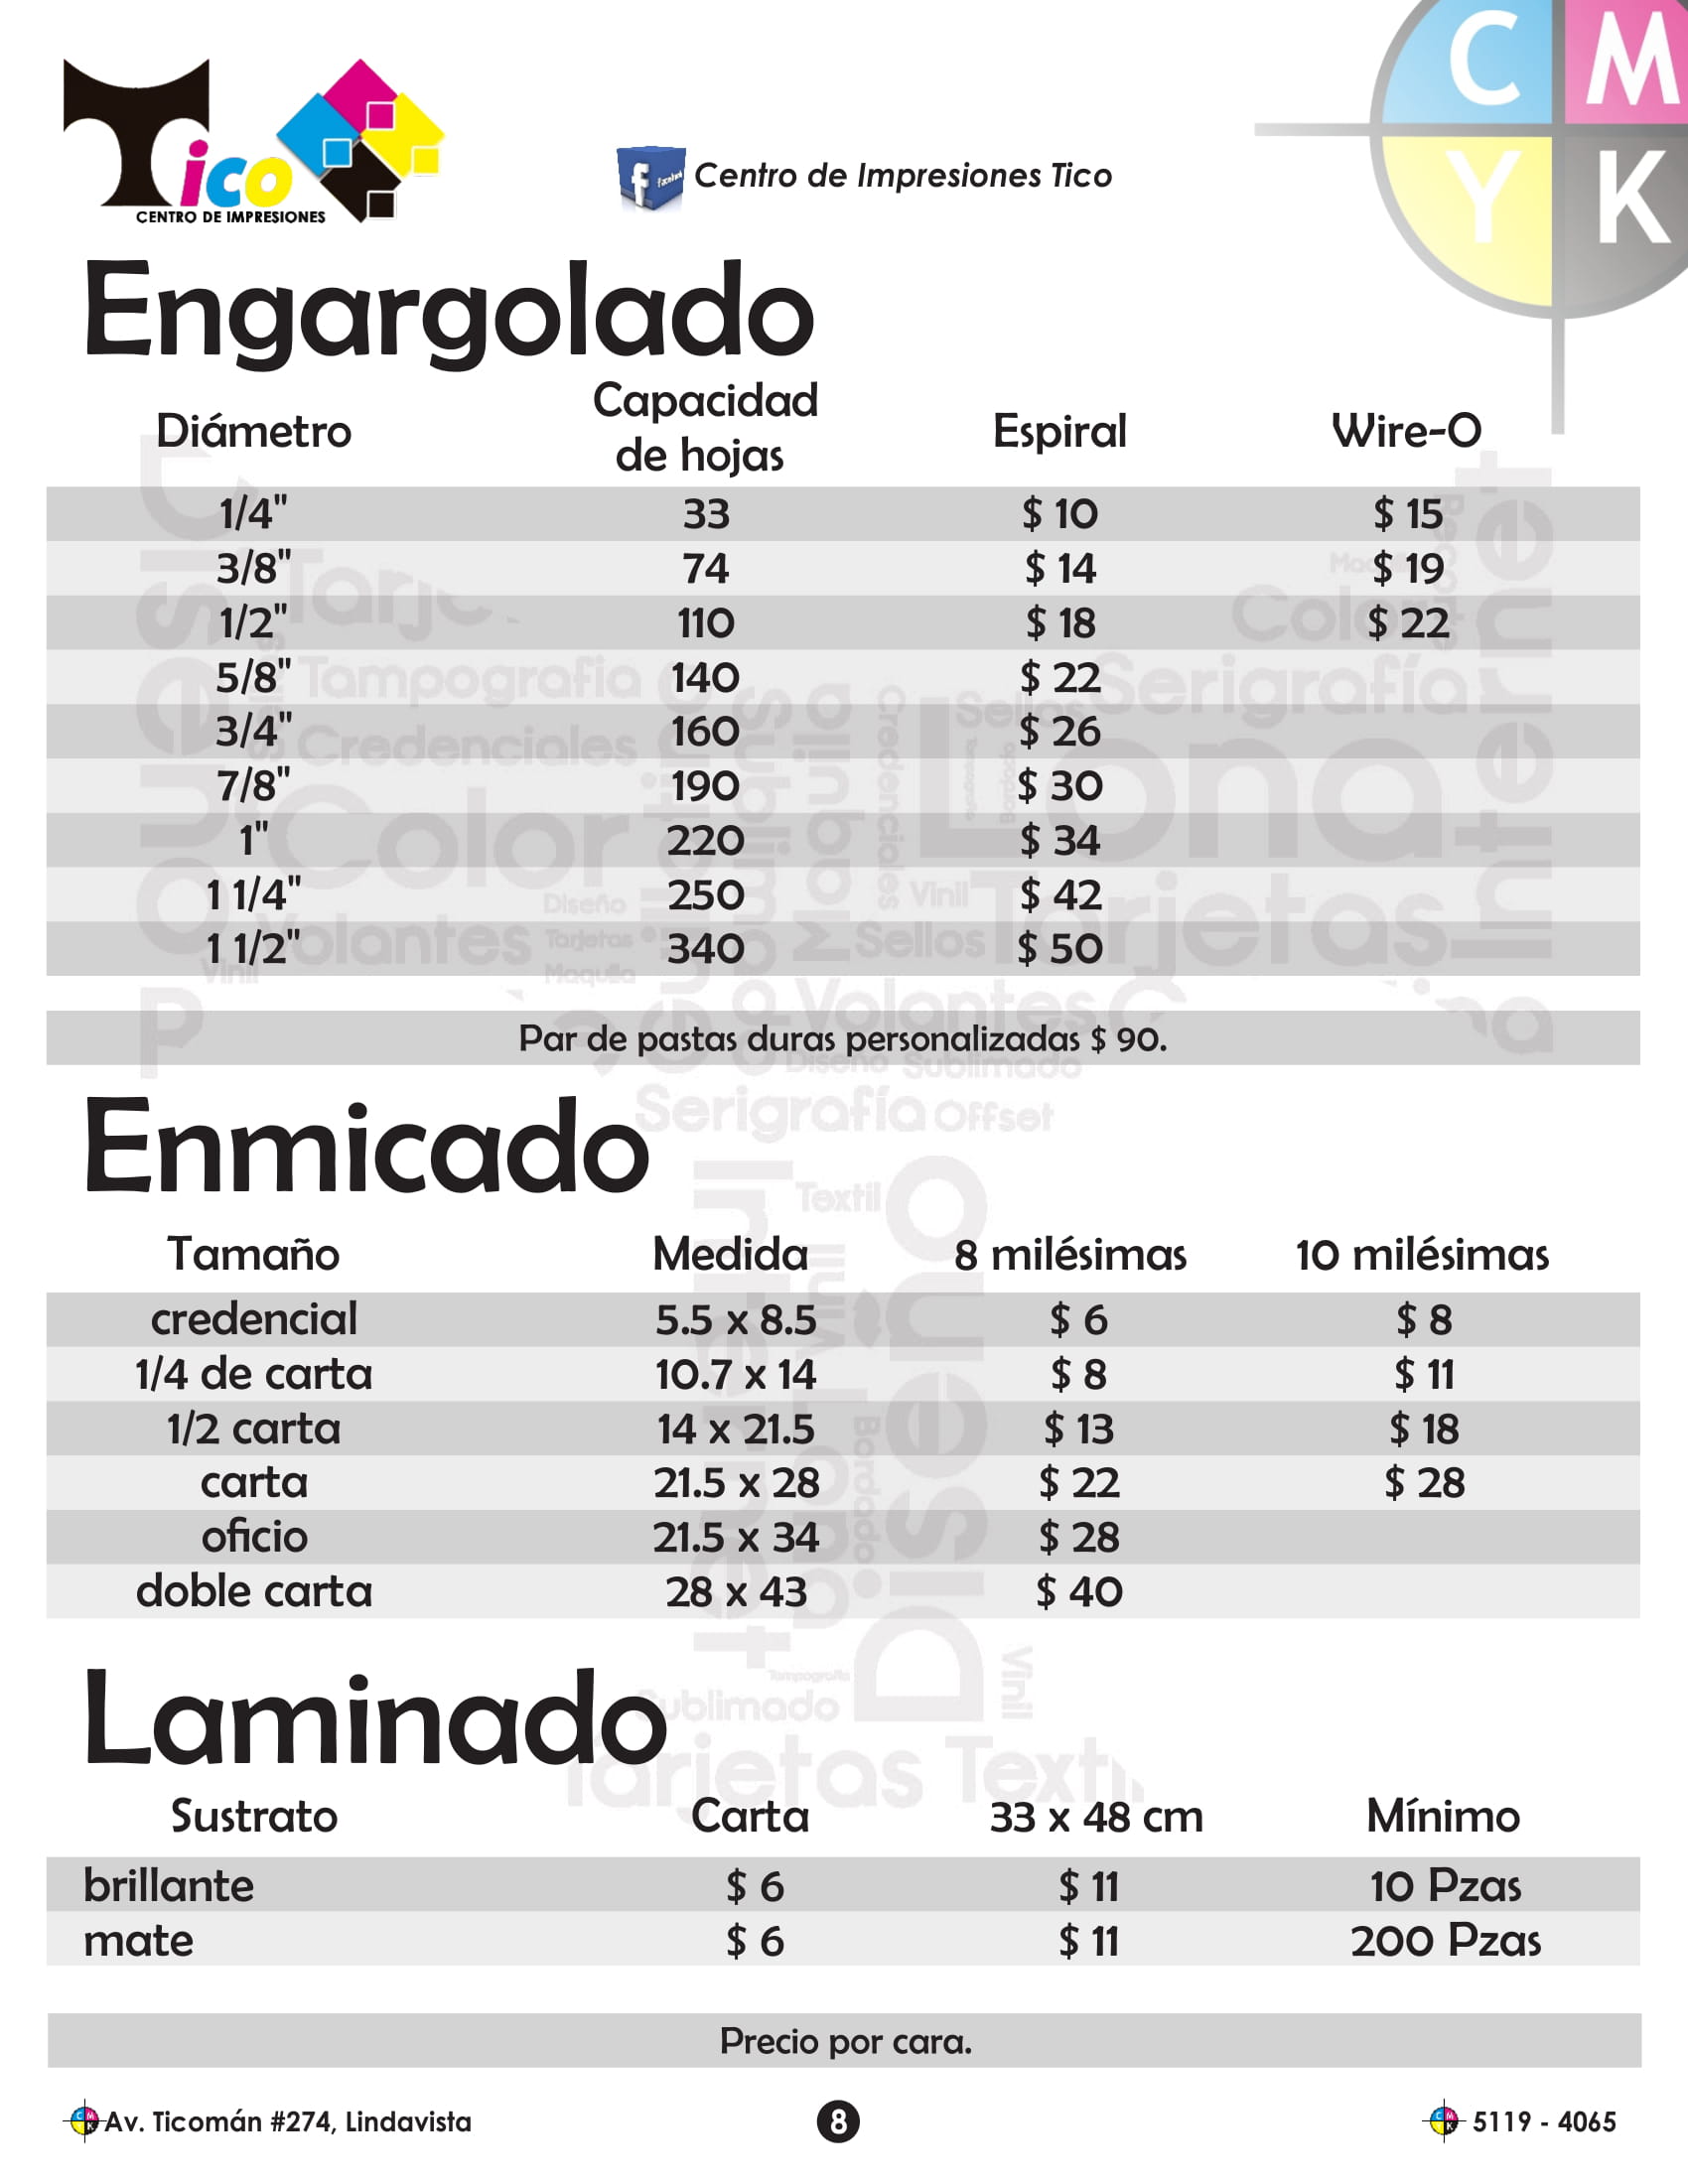 C M
Y K
Tico
CENTRO DE IMPRESIONES
f facebook
Centro de Impresiones Tico
Engargolado
Diámetro Capacidad de hojas Espiral Wire-O
1/4" 33 $ 10 $ 15
3/8" 74 $ 14 $ 19
1/2" 110 $ 18 $ 22
5/8" 140 $ 22
3/4" 160 $ 26
7/8" 190 $ 30
1" 220 $ 34
1 1/4" 250 $ 42
1 1/2" 340 $ 50
Par de pastas duras personalizadas $ 90.
Enmicado
Tamaño Medida 8 milésimas 10 milésimas
credencial 5.5 x 8.5 $ 6 $ 8
1/4 de carta 10.7 x 14 $ 8 $ 11
1/2 carta 14 x 21.5 $ 13 $ 18
carta 21.5 x 28 $ 22 $ 28
oficio 21.5 x 34 $ 28
doble carta 28 x 43 $ 40
Laminado
Sustrato Carta 33 x 48 cm Mínimo
brillante $ 6 $ 11 10 Pzas
mate $ 6 $ 11 200 Pzas
Precio por cara.
Av. Ticomán #274, Lindavista
8
5119 - 4065